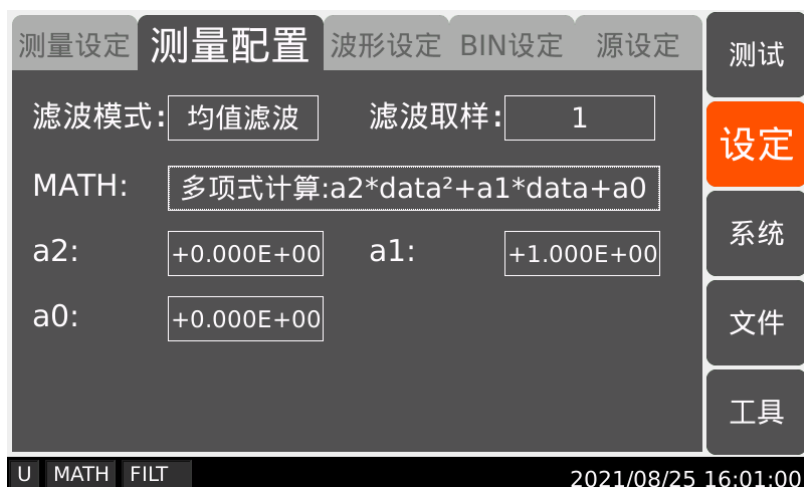 测量设定 测量配置 波形设定 BIN设定 源设定
测试
设定
系统
文件
工具
滤波模式: 均值滤波 滤波取样: 1
MATH: 多项式计算:a2*data²+a1*data+a0
a2: +0.000E+00 a1: +1.000E+00
a0: +0.000E+00
U MATH FILT 2021/08/25 16:01:00